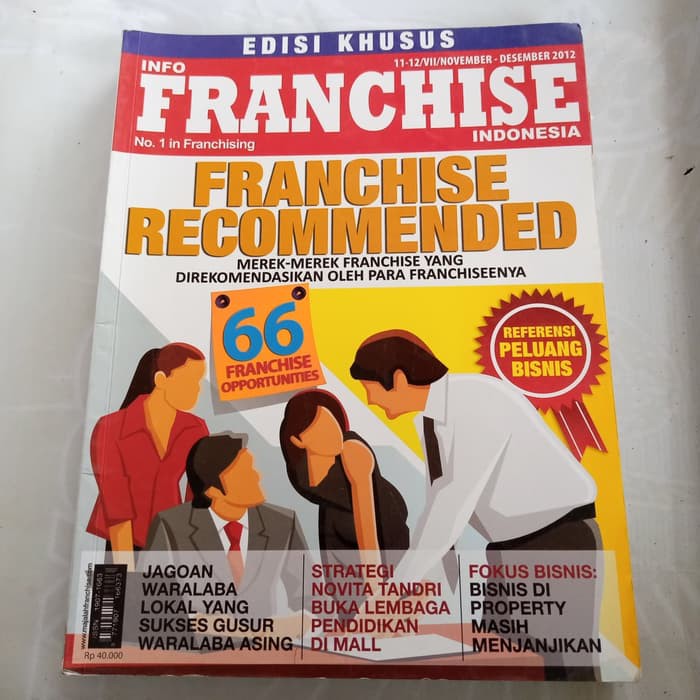 EDISI KHUSUS
INFO
11-12/VII/NOVEMBER - DESEMBER 2012
FRANCHISE
No. 1 in Franchising
INDONESIA
FRANCHISE
RECOMMENDED
MEREK-MEREK FRANCHISE YANG
DIREKOMENDASIKAN OLEH PARA FRANCHISEENYA
66
FRANCHISE
OPPORTUNITIES
REFERENSI
PELUANG
BISNIS
JAGOAN
WARALABA
LOKAL YANG
SUKSES GUSUR
WARALABA ASING
STRATEGI
NOVITA TANDRI
BUKA LEMBAGA
PENDIDIKAN
DI MALL
FOKUS BISNIS:
BISNIS DI
PROPERTY
MASIH
MENJANJIKAN
www.majalahfranchise.com
Rp 40.000